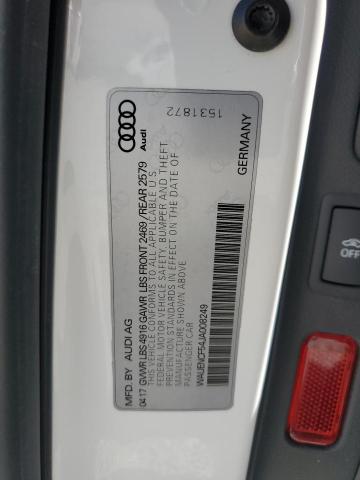 1531872
GERMANY
Audi
MFD. BY AUDI AG
04 17 GVWR LBS 4916 GAWR LBS FRONT 2469 /REAR 2579
THIS VEHICLE CONFORMS TO ALL APPLICABLE U S
FEDERAL MOTOR VEHICLE SAFETY, BUMPER AND THEFT
PREVENTION STANDARDS IN EFFECT ON THE DATE OF
MANUFACTURE SHOWN ABOVE
PASSENGER CAR
WAUENCF54JA008249
OFF